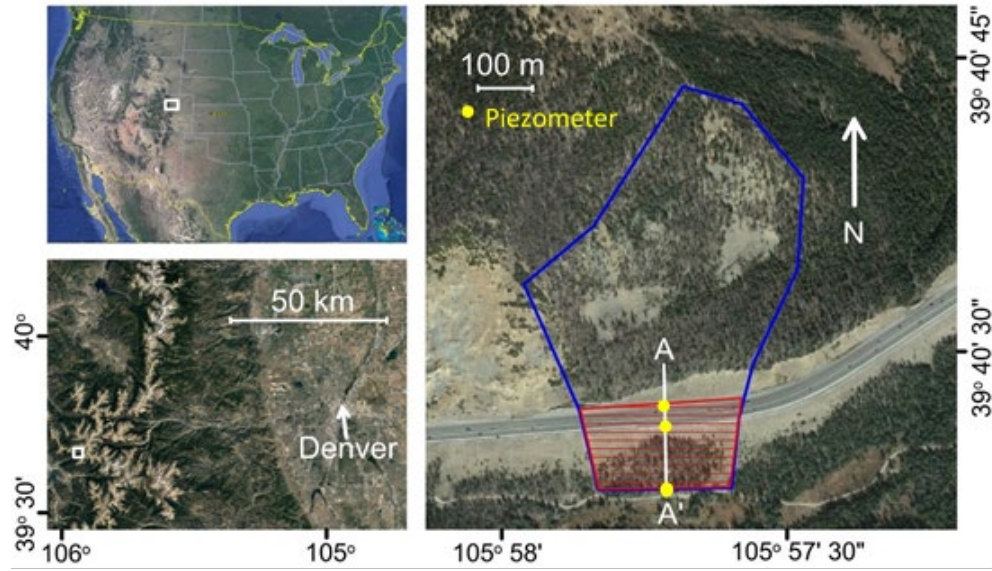 100 m
Piezometer
N
A
A'
39° 40' 45"
39° 40' 30"
105° 58'
105° 57' 30"
50 km
Denver
40°
39° 30'
106°
105°